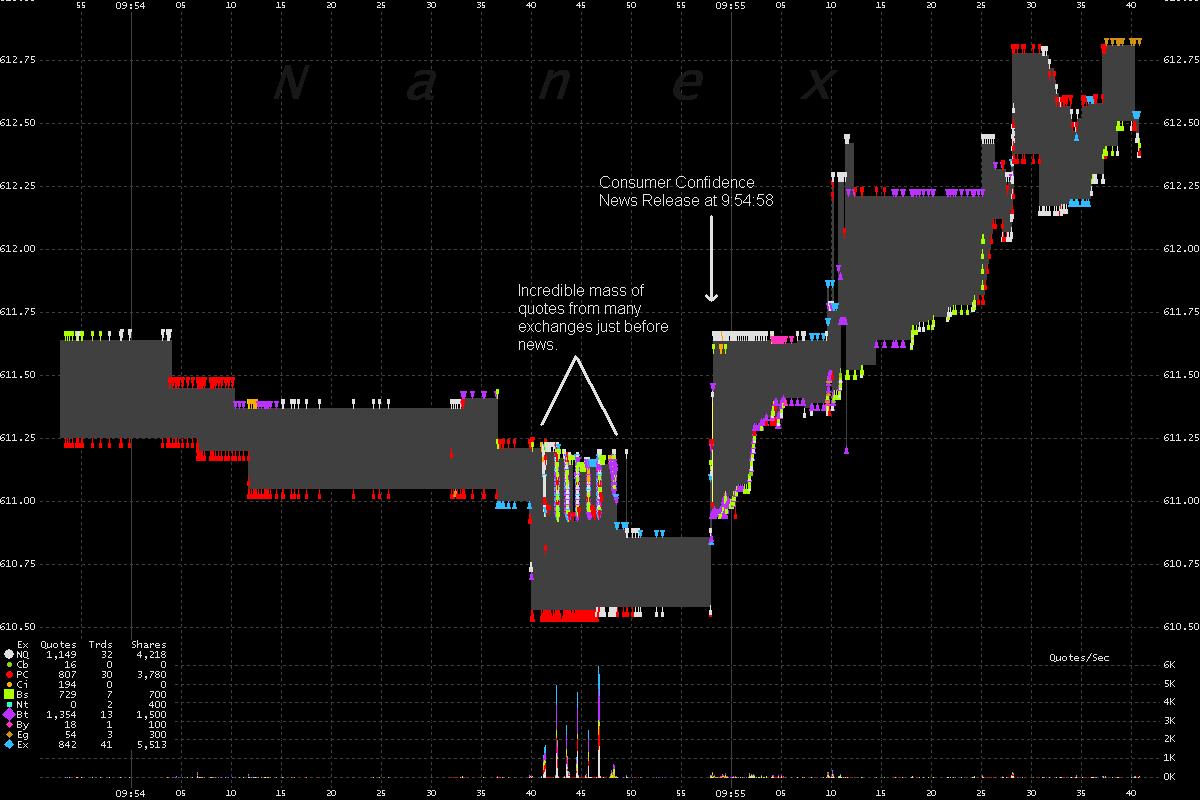 55 09:54 05 10 15 20 25 30 35 40 45 50 55 09:55 05 10 15 20 25 30 35 40
N a n e x
612.75 612.75
612.50 612.50
612.25 612.25
Consumer Confidence
News Release at 9:54:58
612.00 612.00
Incredible mass of
quotes from many
exchanges just before
news.
611.75 611.75
611.50 611.50
611.25 611.25
611.00 611.00
610.75 610.75
610.50 610.50
Ex Quotes Trds Shares
NQ 1,149 32 4,218
Cb 16 0 0
PC 807 30 3,780
Ci 194 0 0
Bs 729 7 700
Nt 0 2 400
Bt 1,354 13 1,500
By 18 1 100
Eg 54 3 300
Ex 842 41 5,513
Quotes/Sec
6K
5K
4K
3K
2K
1K
0K
09:54 05 10 15 20 25 30 35 40 45 50 55 09:55 05 10 15 20 25 30 35 40